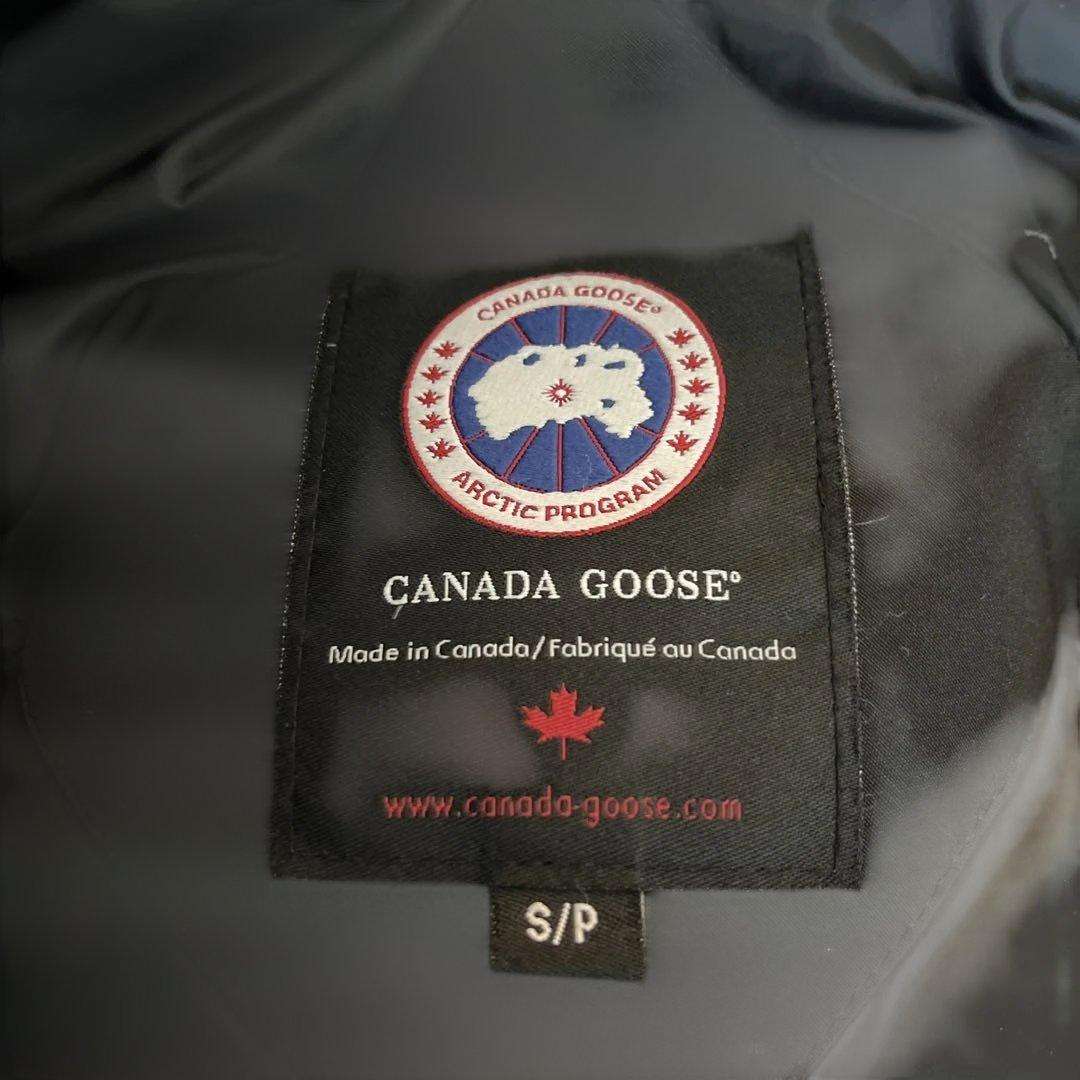 CANADA GOOSE®
ARCTIC PROGRAM
CANADA GOOSE®
Made in Canada/Fabriqué au Canada
www.canada-goose.com
S/P